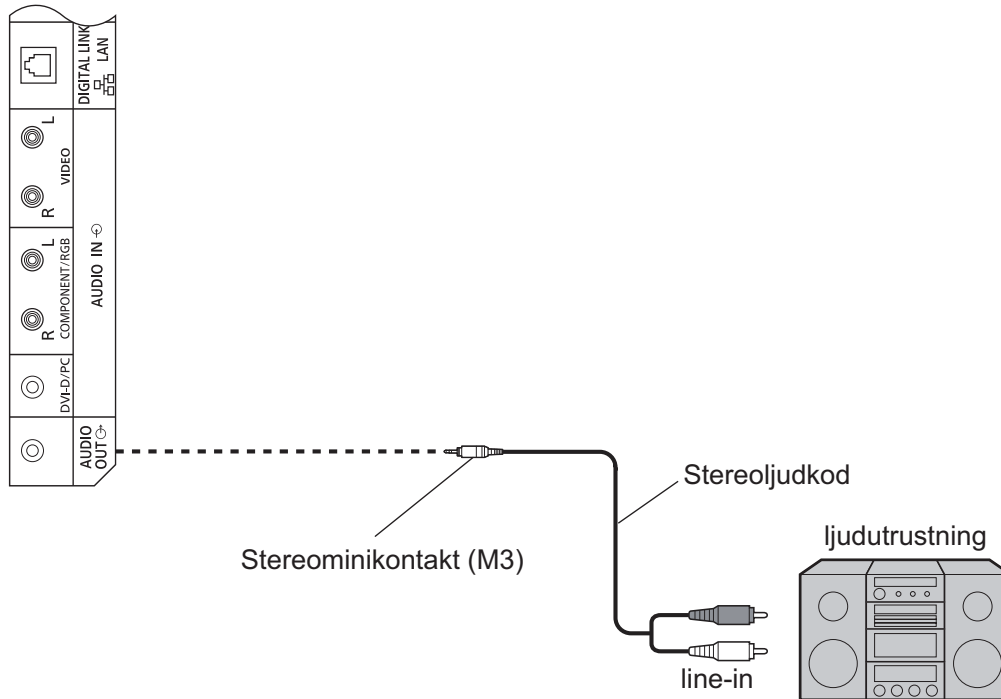 DIGITAL LINK
LAN
L
VIDEO
R
AUDIO IN
L
COMPONENT/RGB
R
DVI-D/PC
AUDIO
OUT
Stereominikontakt (M3)
Stereoljudkod
ljudutrustning
line-in